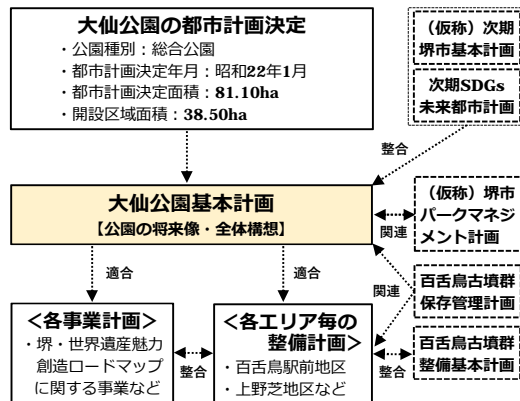 大仙公園の都市計画決定
・公園種別：総合公園
・都市計画決定年月：昭和22年1月
・都市計画決定面積：81.10ha
・開設区域面積：38.50ha
（仮称）次期
堺市基本計画
次期SDGs
未来都市計画
整合
大仙公園基本計画
【公園の将来像・全体構想】
関連
（仮称）堺市
パークマネジ
メント計画
適合
適合
関連
百舌鳥古墳群
保存管理計画
＜各事業計画＞
・堺・世界遺産魅力
創造ロードマップ
に関する事業など
整合
＜各エリア毎の
整備計画＞
・百舌鳥駅前地区
・上野芝地区など
整合
百舌鳥古墳群
整備基本計画